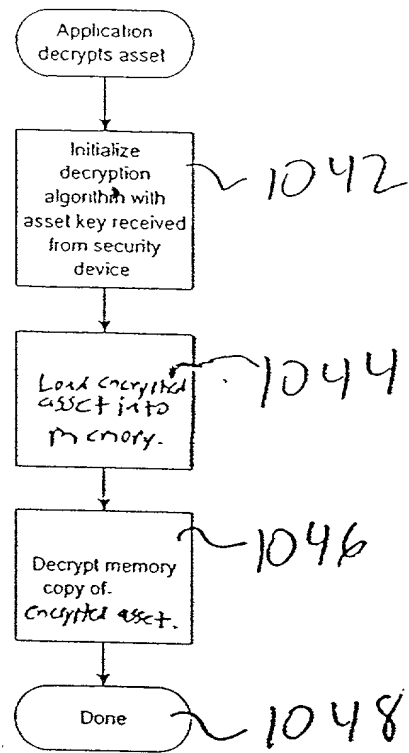 Application
decrypts asset
Initialize
decryption
algorithm with
asset key received
from security
device
1042
Load encrypted
asset into
memory.
1044
Decrypt memory
copy of
encrypted asset.
1046
Done
1048